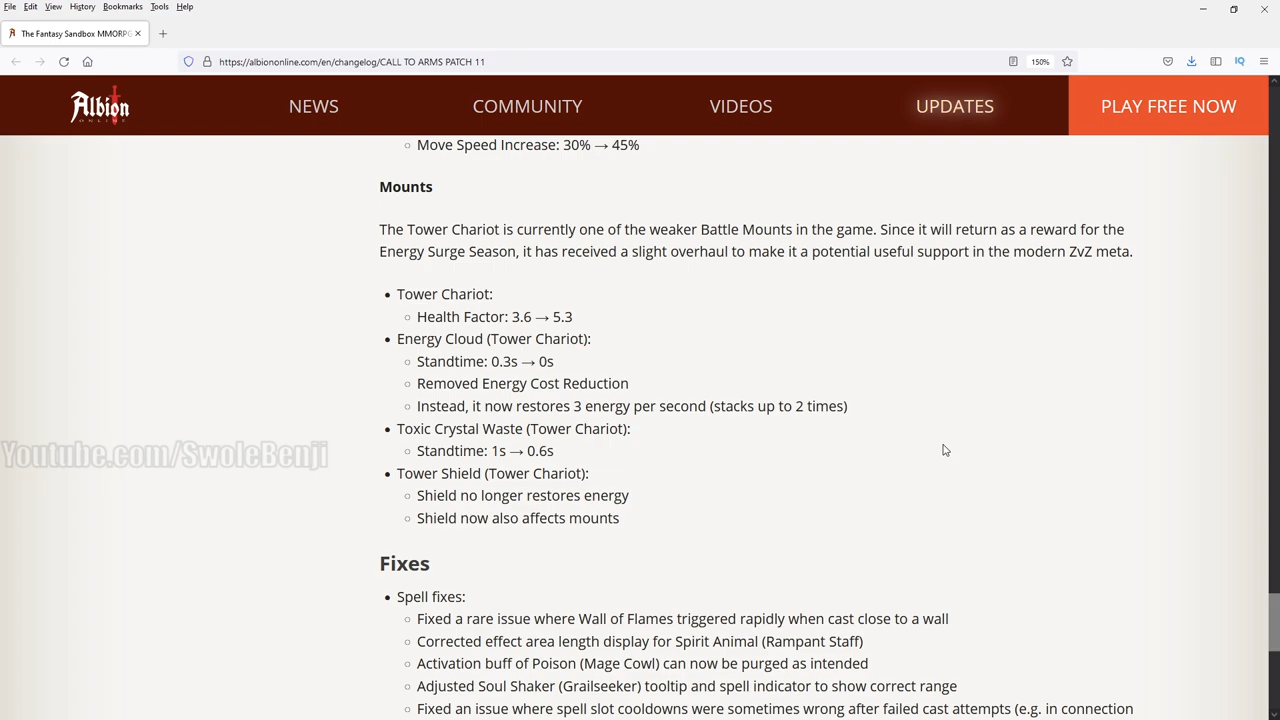 File Edit View History Bookmarks Tools Help
The Fantasy Sandbox MMORPG
https://albiononline.com/en/changelog/CALL TO ARMS PATCH 11
150%
IQ
Albion
ONLINE
NEWS
COMMUNITY
VIDEOS
UPDATES
PLAY FREE NOW
Move Speed Increase: 30% → 45%
Mounts
The Tower Chariot is currently one of the weaker Battle Mounts in the game. Since it will return as a reward for the
Energy Surge Season, it has received a slight overhaul to make it a potential useful support in the modern ZvZ meta.
Tower Chariot:
Health Factor: 3.6 → 5.3
Energy Cloud (Tower Chariot):
Standtime: 0.3s → 0s
Removed Energy Cost Reduction
Instead, it now restores 3 energy per second (stacks up to 2 times)
Toxic Crystal Waste (Tower Chariot):
Youtube.com/SwoleBenji
Standtime: 1s → 0.6s
Tower Shield (Tower Chariot):
Shield no longer restores energy
Shield now also affects mounts
Fixes
Spell fixes:
Fixed a rare issue where Wall of Flames triggered rapidly when cast close to a wall
Corrected effect area length display for Spirit Animal (Rampant Staff)
Activation buff of Poison (Mage Cowl) can now be purged as intended
Adjusted Soul Shaker (Grailseeker) tooltip and spell indicator to show correct range
Fixed an issue where spell slot cooldowns were sometimes wrong after failed cast attempts (e.g. in connection